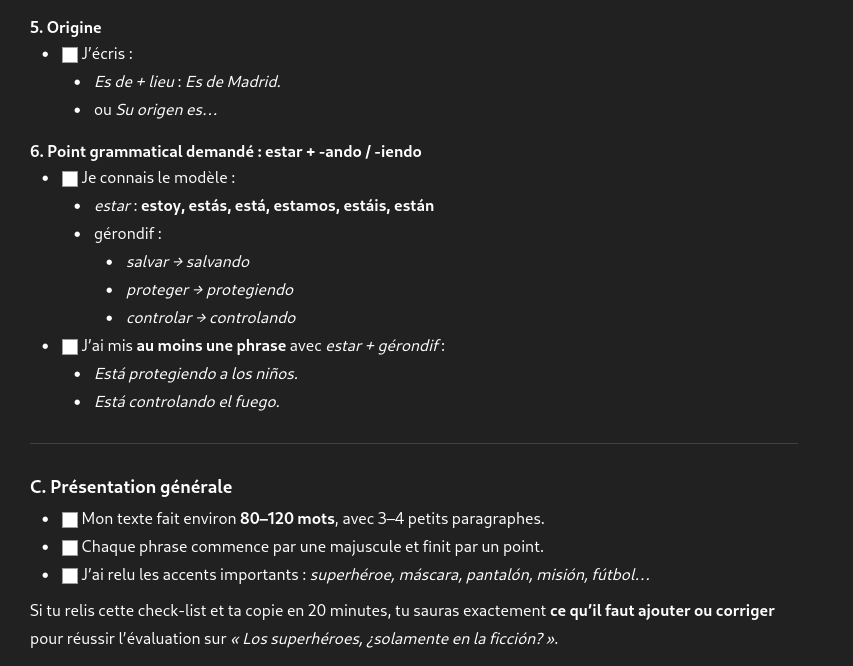 5. Origine
J'écris :
Es de + lieu : Es de Madrid.
ou Su origen es…
6. Point grammatical demandé : estar + -ando / -iendo
Je connais le modèle :
estar : estoy, estás, está, estamos, estáis, están
gérondif :
salvar → salvando
proteger → protegiendo
controlar → controlando
J'ai mis au moins une phrase avec estar + gérondif :
Está protegiendo a los niños.
Está controlando el fuego.
C. Présentation générale
Mon texte fait environ 80–120 mots, avec 3–4 petits paragraphes.
Chaque phrase commence par une majuscule et finit par un point.
J'ai relu les accents importants : superhéroe, máscara, pantalón, misión, fútbol…
Si tu relis cette check-list et ta copie en 20 minutes, tu sauras exactement ce qu'il faut ajouter ou corriger
pour réussir l'évaluation sur « Los superhéroes, ¿solamente en la ficción? ».